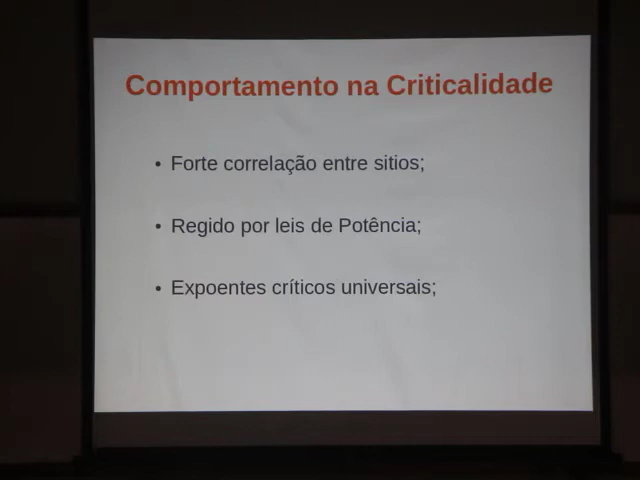 Comportamento na Criticalidade
• Forte correlação entre sitios;
• Regido por leis de Potência;
• Expoentes críticos universais;